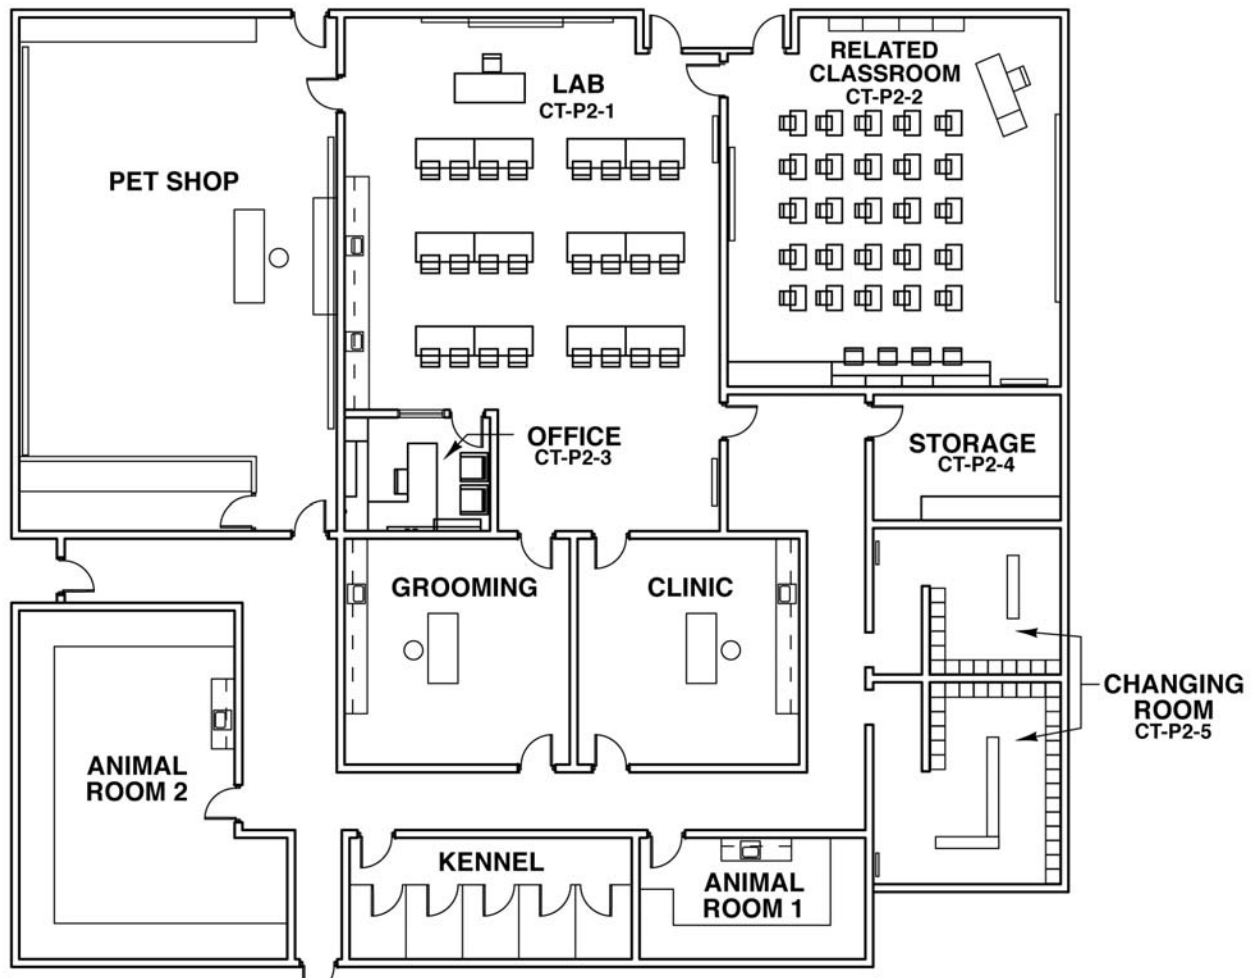 RELATED
CLASSROOM
CT-P2-2
LAB
CT-P2-1
PET SHOP
OFFICE
CT-P2-3
STORAGE
CT-P2-4
GROOMING
CLINIC
CHANGING
ROOM
CT-P2-5
ANIMAL
ROOM 2
KENNEL
ANIMAL
ROOM 1